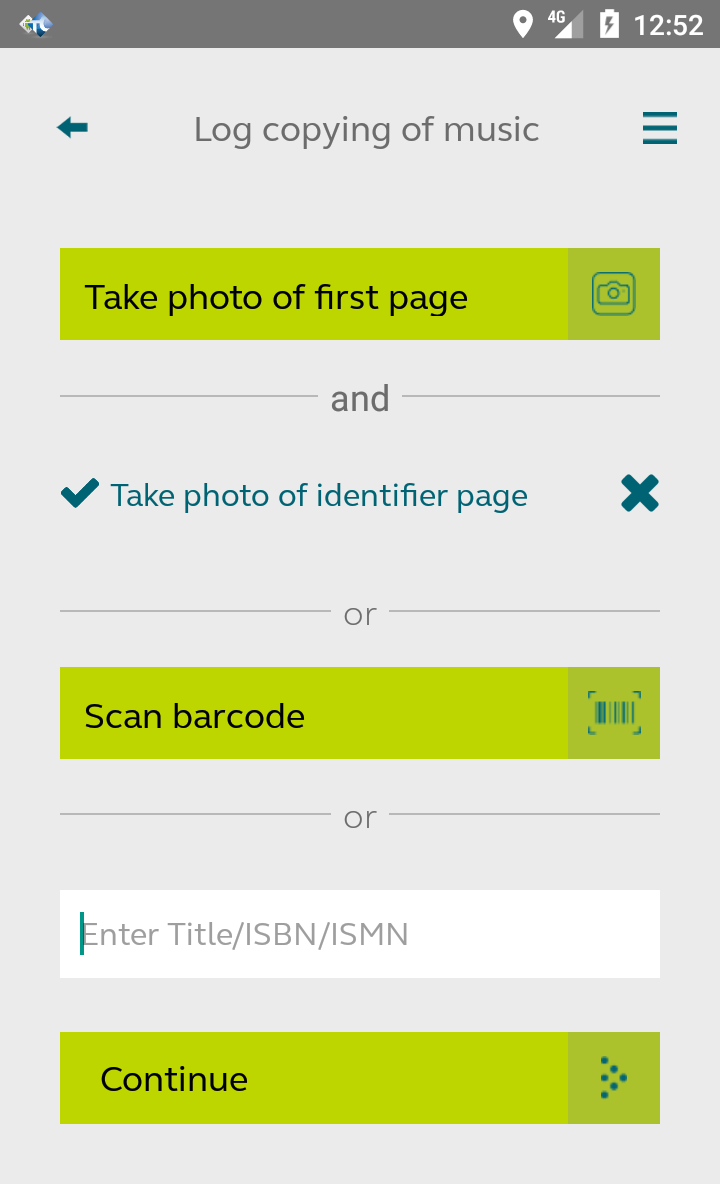 4G 12:52
Log copying of music
Take photo of first page
and
Take photo of identifier page
or
Scan barcode
or
Enter Title/ISBN/ISMN
Continue